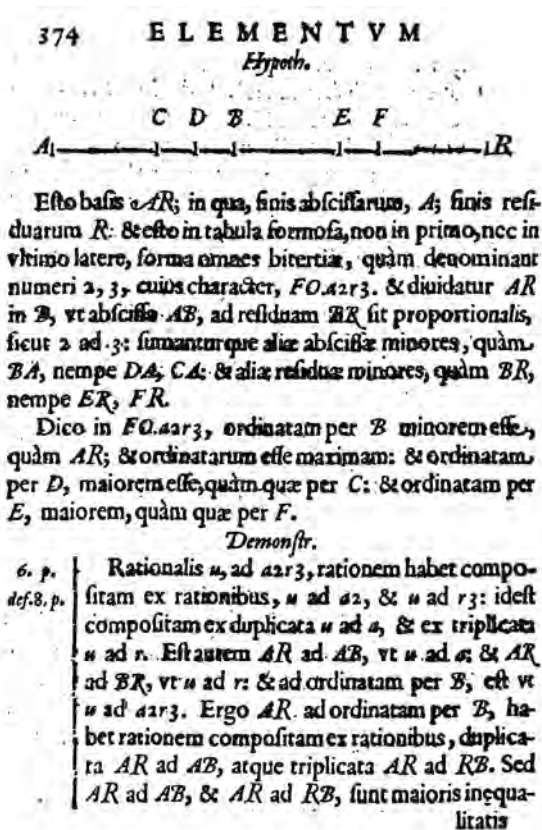 374 ELEMENTVM
Hypoth.
C D B E F
A R
Esto basis AR; in qua, finis abscissarum, A; finis resi-
duarum R: & esto in tabula formosa, non in primo, nec in
vltimo latere, forma omnes bitertiæ, quàm denominant
numeri 2, 3, cuius character, FO.a2r3. & diuidatur AR
in B, vt abscissa AB, ad residuam BR sit proportionalis,
sicut 2 ad 3: sumanturque aliæ abscissæ minores, quàm
BA, nempe DA, CA: & aliæ residuæ minores, quàm BR,
nempe ER, FR.
Dico in FO.a2r3, ordinatam per B minorem esse,
quàm AR; & ordinatarum esse maximam: & ordinatam
per D, maiorem esse, quàm quæ per C: & ordinatam per
E, maiorem, quàm quæ per F.
Demonstr.
6. p. Rationalis u, ad a2r3, rationem habet compo-
def.8. p. sitam ex rationibus, u ad a2, & u ad r3: idest
compositam ex duplicata u ad a, & ex triplicata
u ad r. Est autem AR ad AB, vt u ad a: & AR
ad BR, vt u ad r: & ad ordinatam per B, est vt
u ad a2r3. Ergo AR ad ordinatam per B, ha-
bet rationem compositam ex rationibus, duplica-
ta AR ad AB, atque triplicata AR ad RB. Sed
AR ad AB, & AR ad RB, sunt maioris inęqua-
litatis